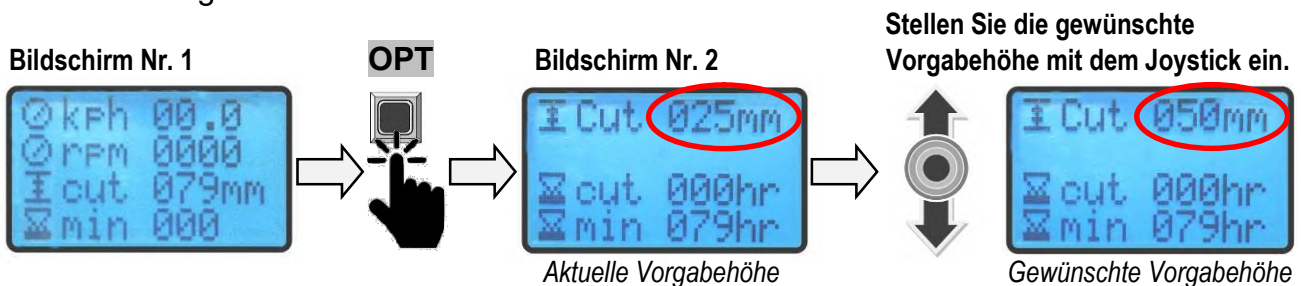 Bildschirm Nr. 1
OPT
Bildschirm Nr. 2
Stellen Sie die gewünschte
Vorgabehöhe mit dem Joystick ein.
kph 00.0
rpm 0000
cut 079mm
min 000
Cut 025mm
cut 000hr
min 079hr
Aktuelle Vorgabehöhe
Cut 050mm
cut 000hr
min 079hr
Gewünschte Vorgabehöhe